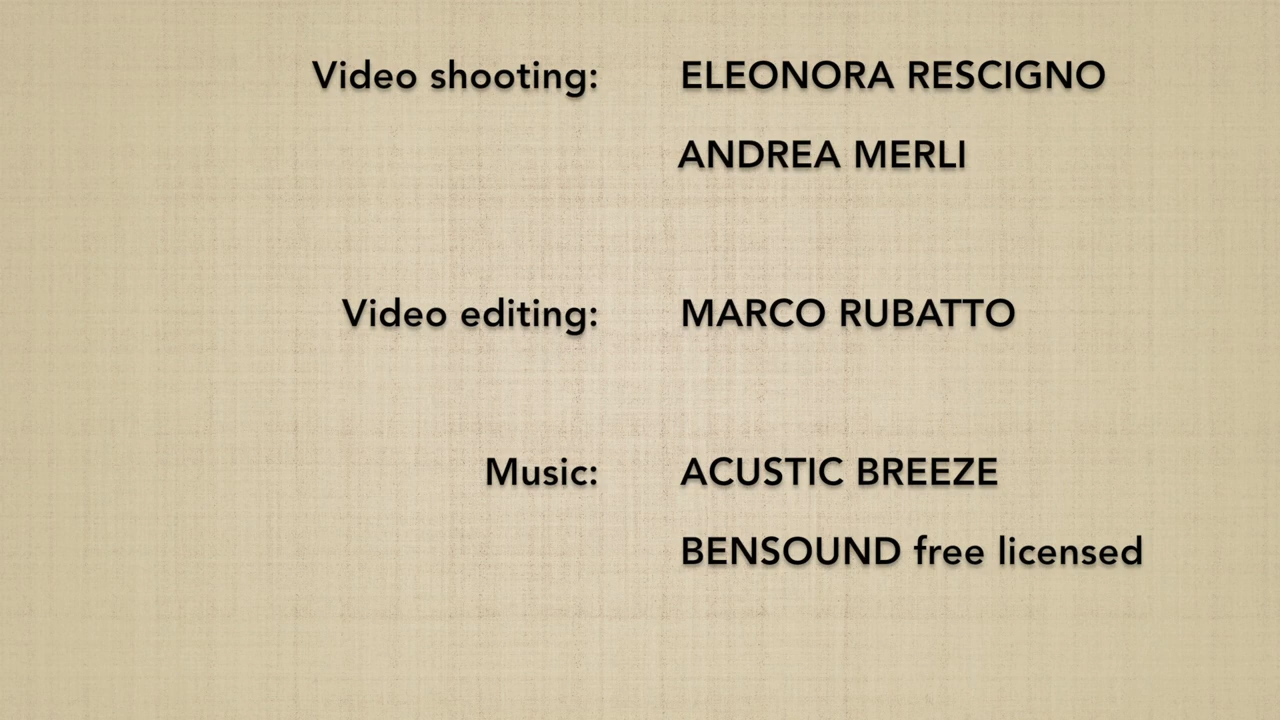 Video shooting: ELEONORA RESCIGNO
ANDREA MERLI
Video editing: MARCO RUBATTO
Music: ACUSTIC BREEZE
BENSOUND free licensed